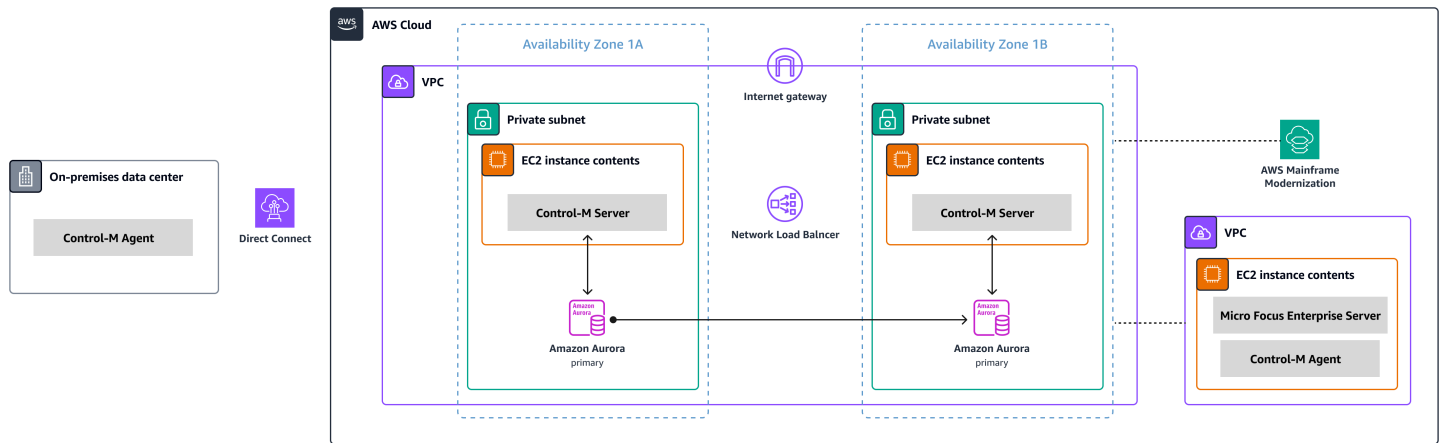 aws
AWS Cloud
Availability Zone 1A
Availability Zone 1B
VPC
Internet gateway
Private subnet
Private subnet
EC2 instance contents
EC2 instance contents
AWS Mainframe
Modernization
On-premises data center
Control-M Agent
Direct Connect
Control-M Server
Network Load Balncer
Control-M Server
VPC
EC2 instance contents
Micro Focus Enterprise Server
Control-M Agent
Amazon
Aurora
Amazon Aurora
primary
Amazon
Aurora
Amazon Aurora
primary